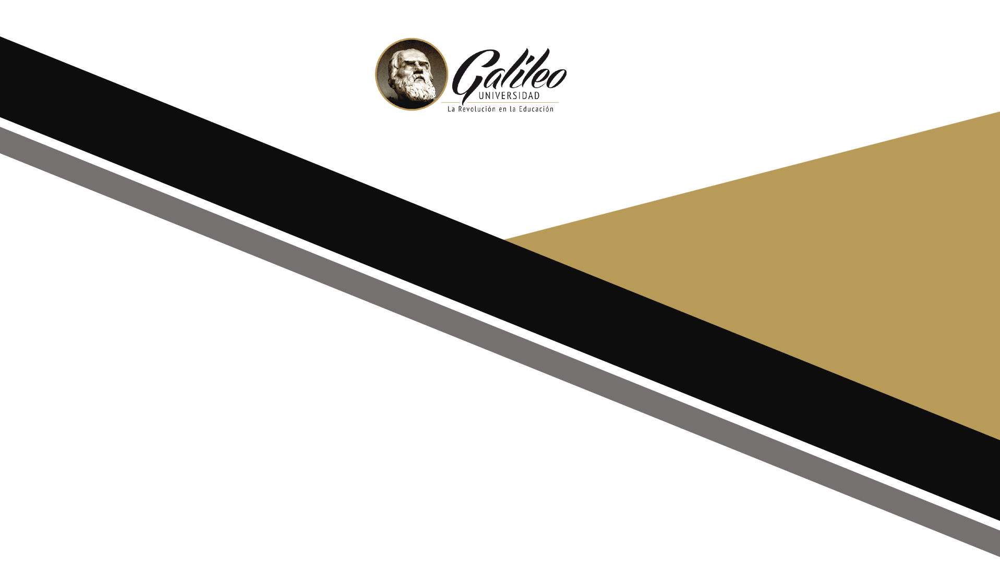 Galileo
UNIVERSIDAD
La Revolución en la Educación